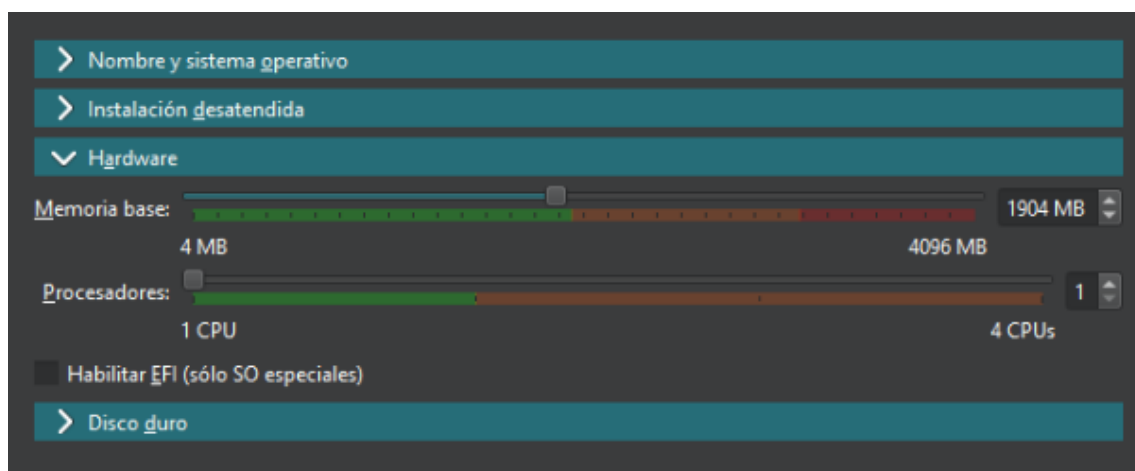 Nombre y sistema operativo
Instalación desatendida
Hardware
Memoria base: 1904 MB
4 MB 4096 MB
Procesadores: 1
1 CPU 4 CPUs
Habilitar EFI (sólo SO especiales)
Disco duro